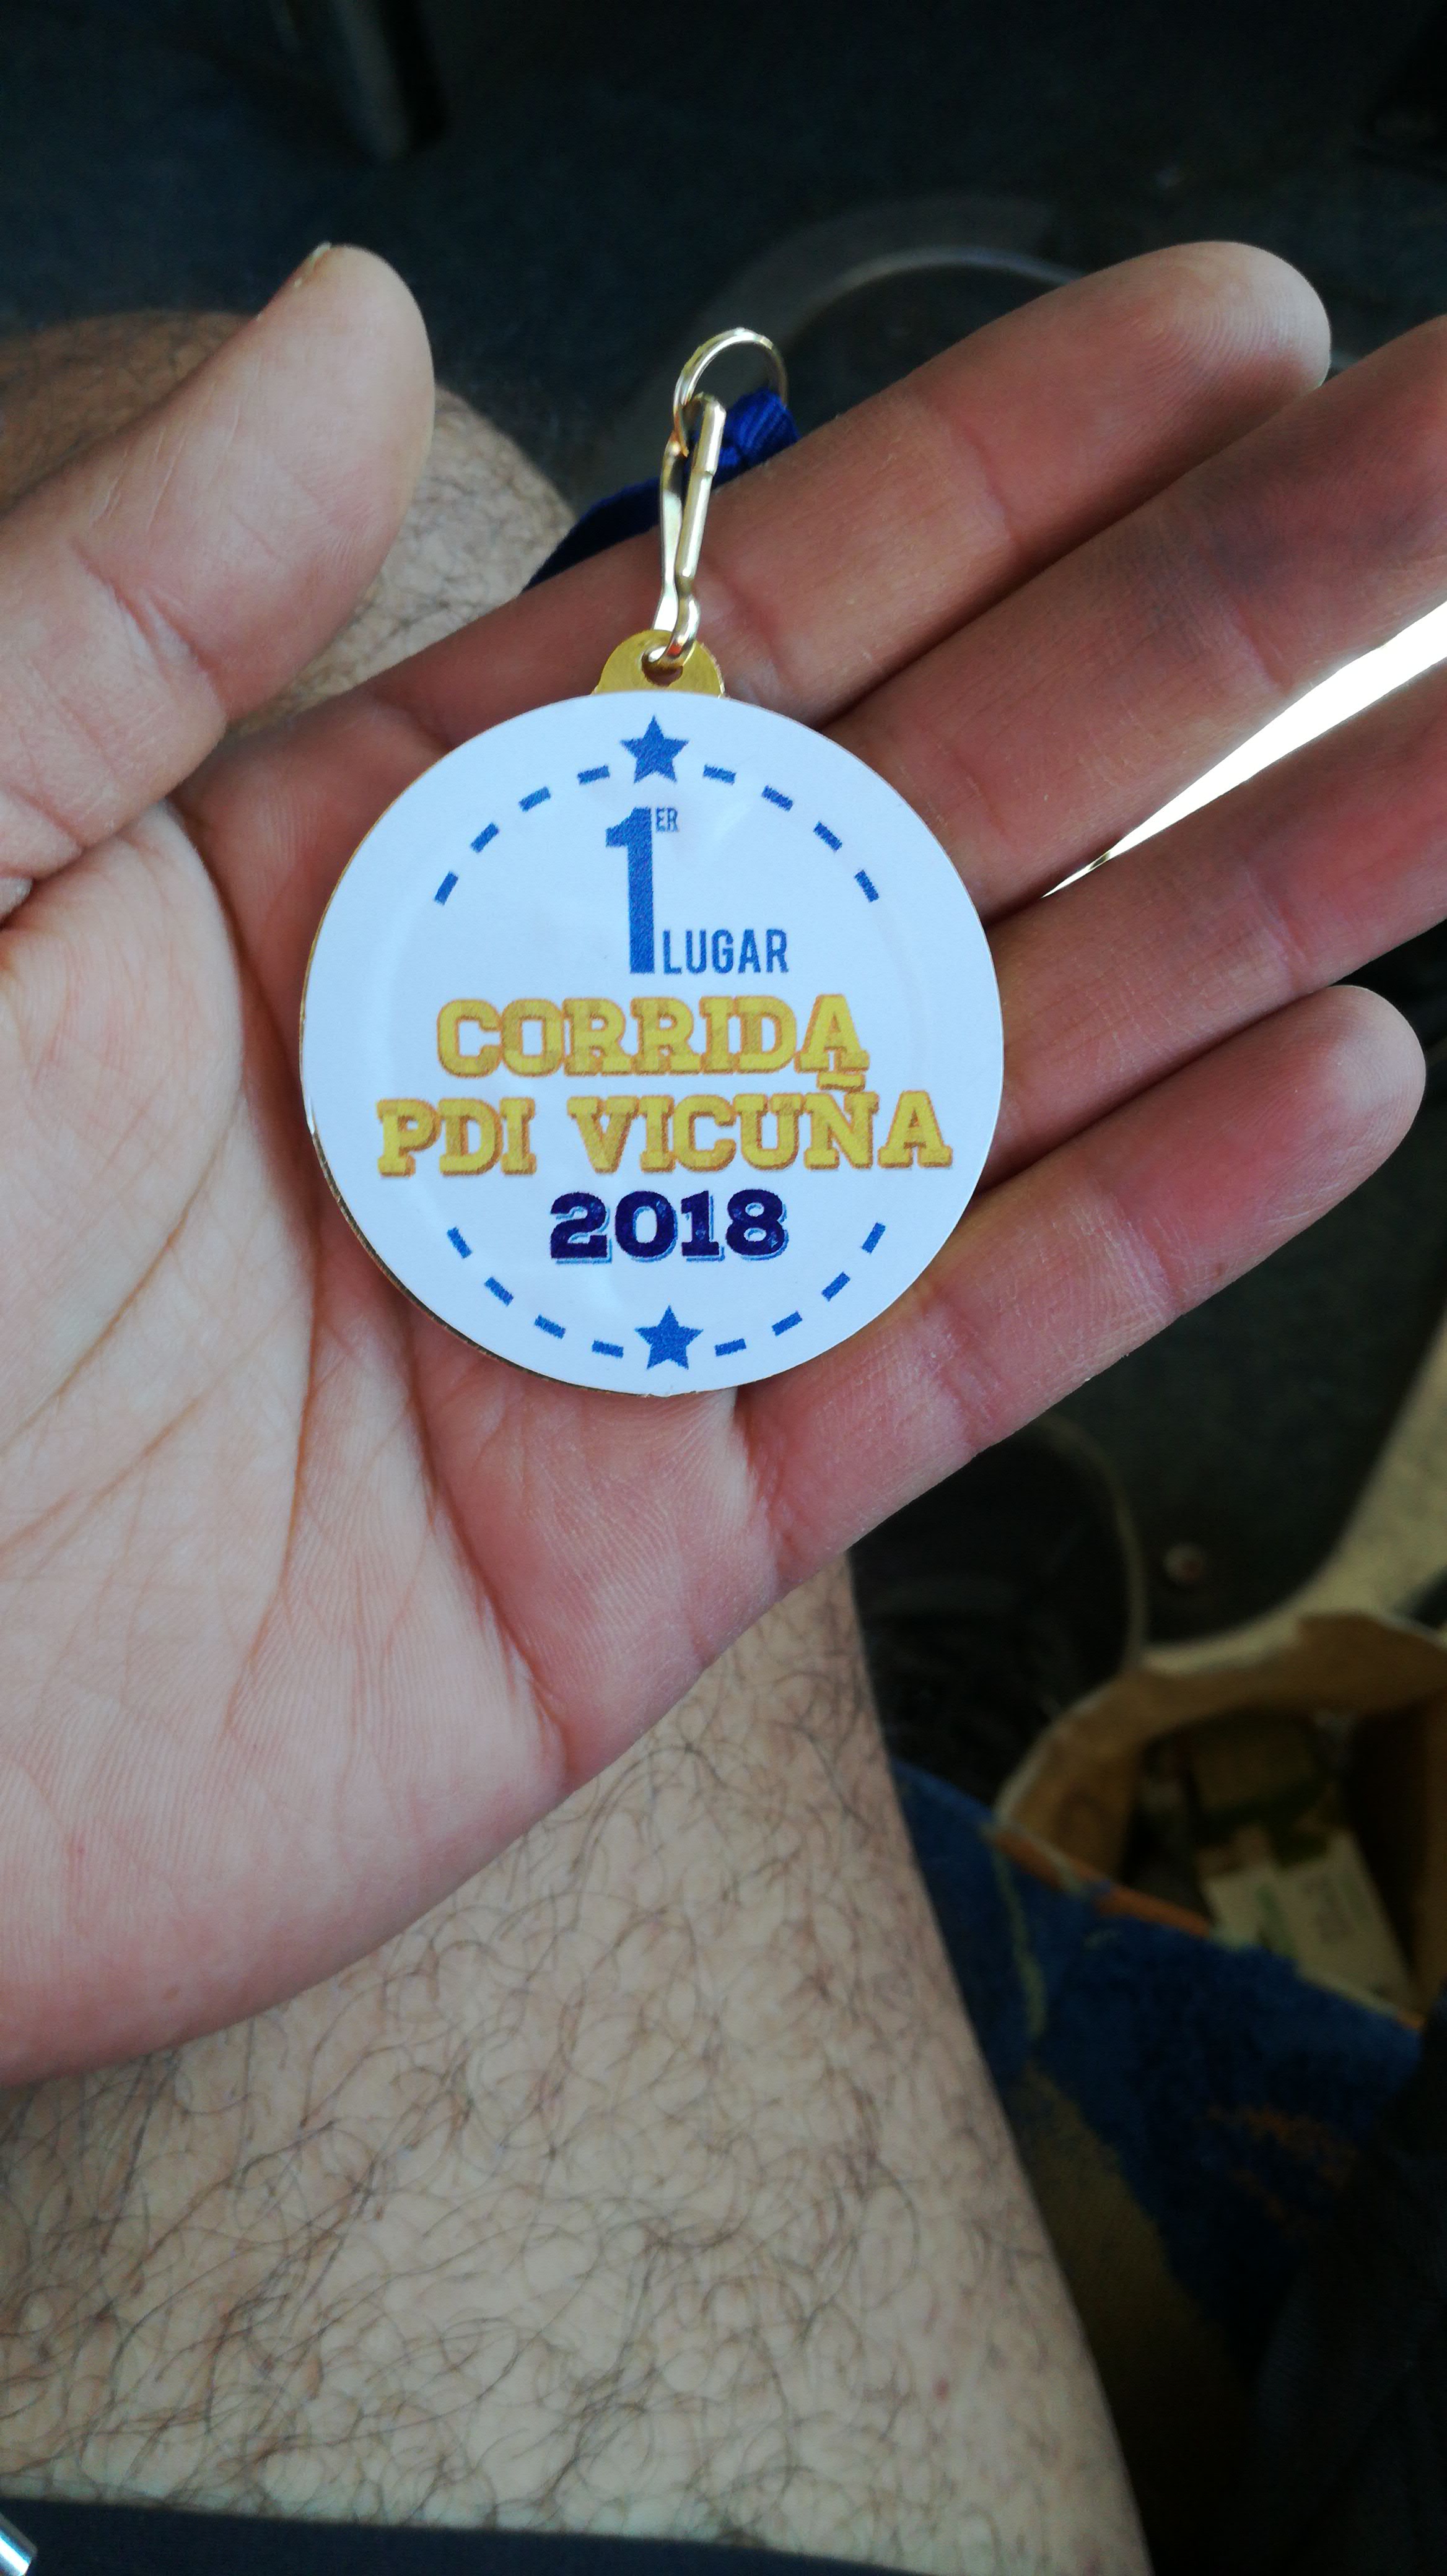 1ER LUGAR
CORRIDA
PDI VICUÑA
2018